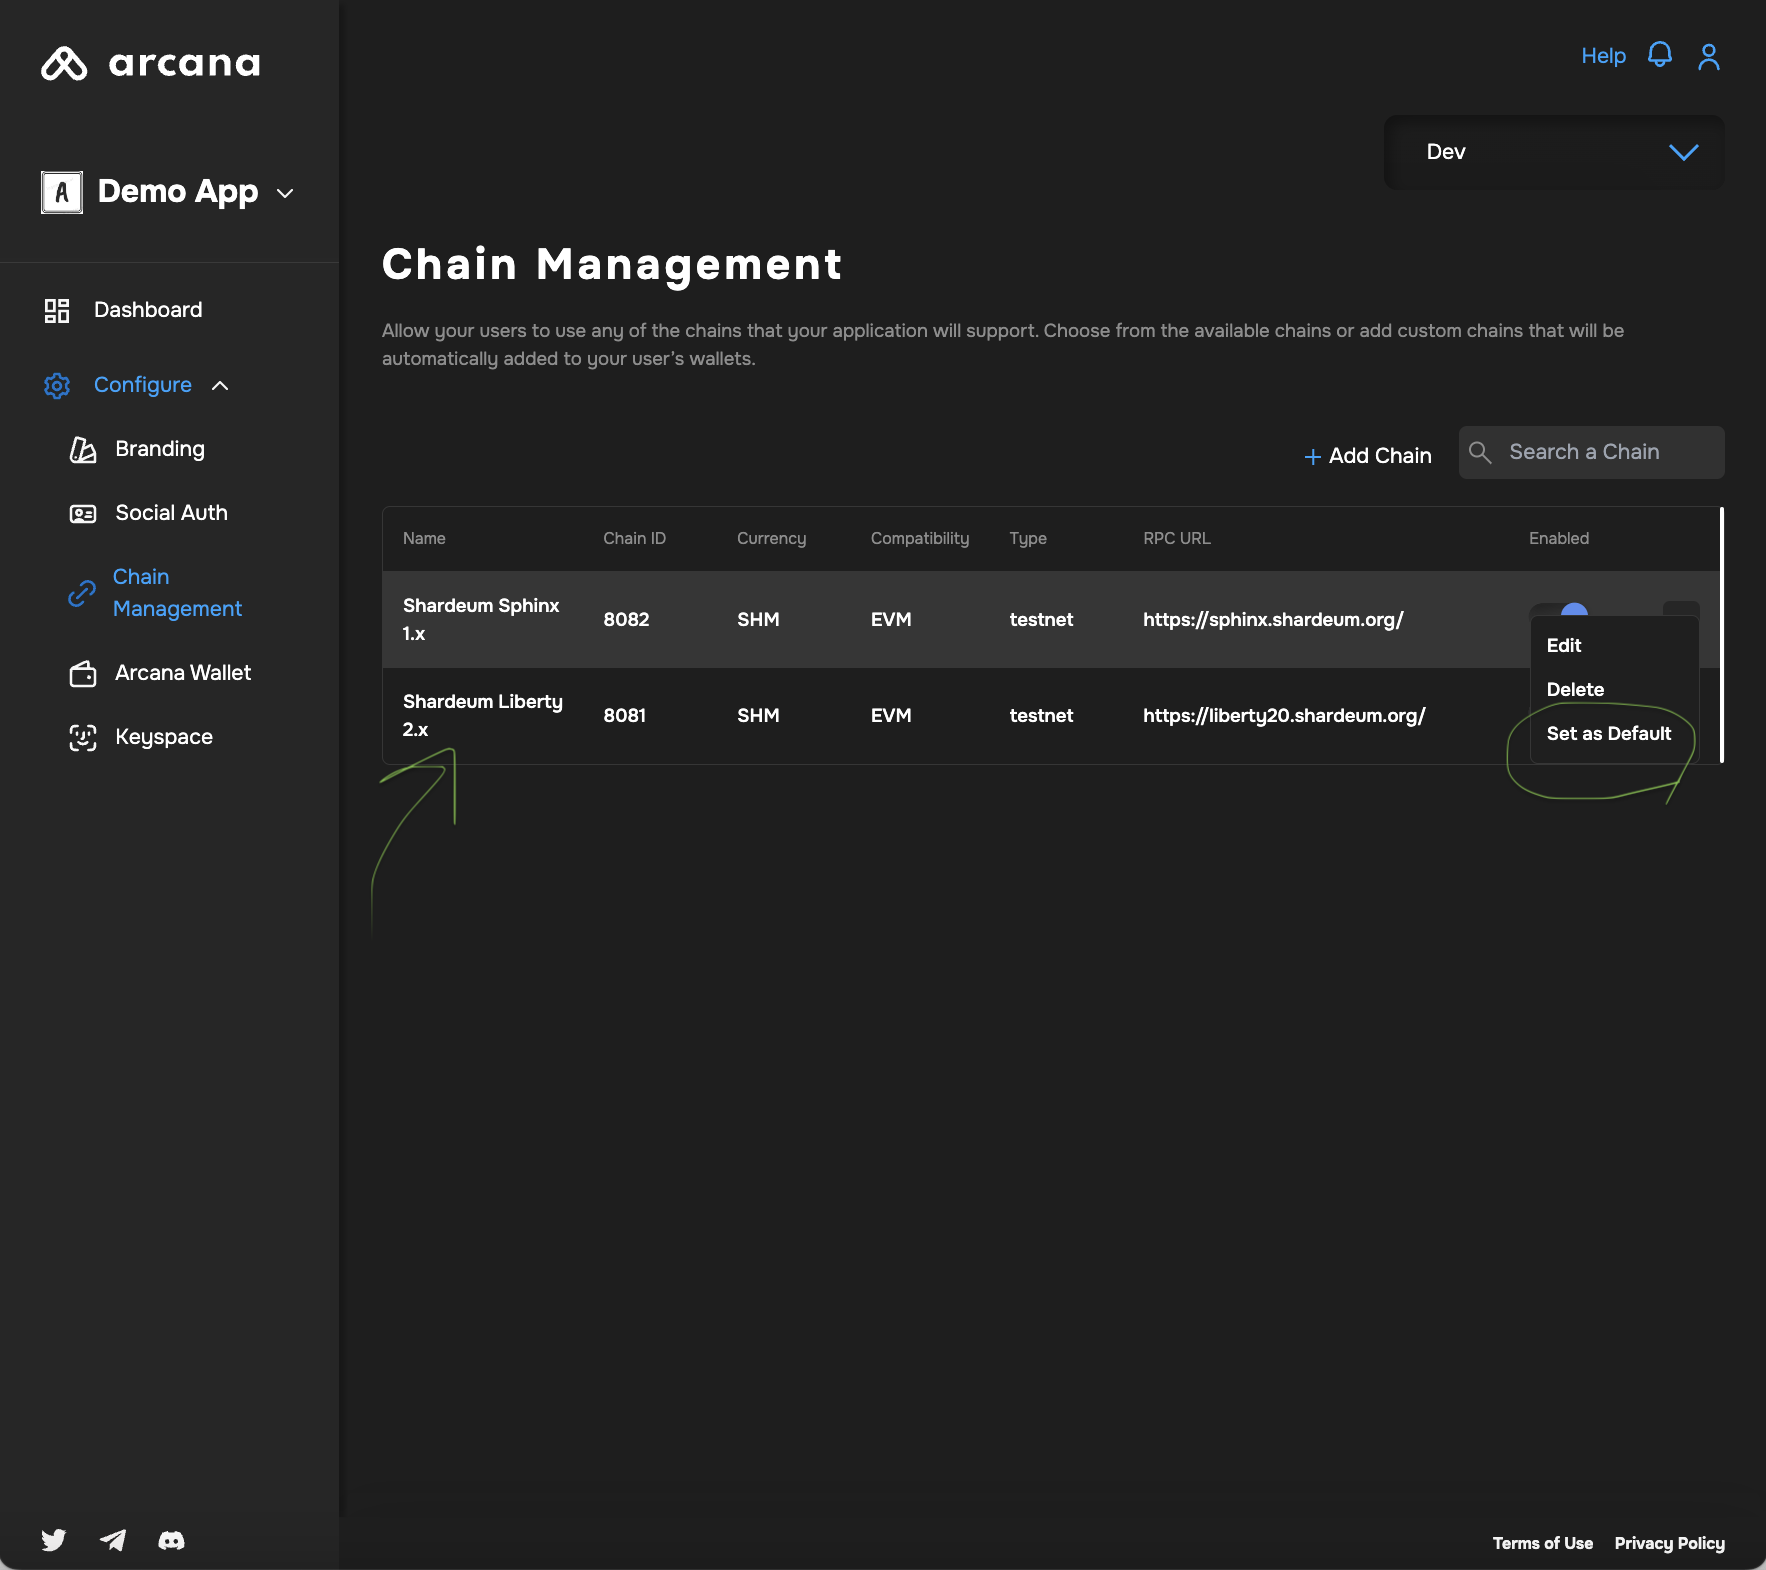 arcana
Help
Dev
A Demo App
Chain Management
Allow your users to use any of the chains that your application will support. Choose from the available chains or add custom chains that will be
automatically added to your user’s wallets.
Dashboard
Configure
Branding
Social Auth
Chain
Management
Arcana Wallet
Keyspace
+ Add Chain
Search a Chain
Name Chain ID Currency Compatibility Type RPC URL Enabled
Shardeum Sphinx
1.x
8082 SHM EVM testnet https://sphinx.shardeum.org/
Shardeum Liberty
2.x
8081 SHM EVM testnet https://liberty20.shardeum.org/
Edit
Delete
Set as Default
Terms of Use Privacy Policy